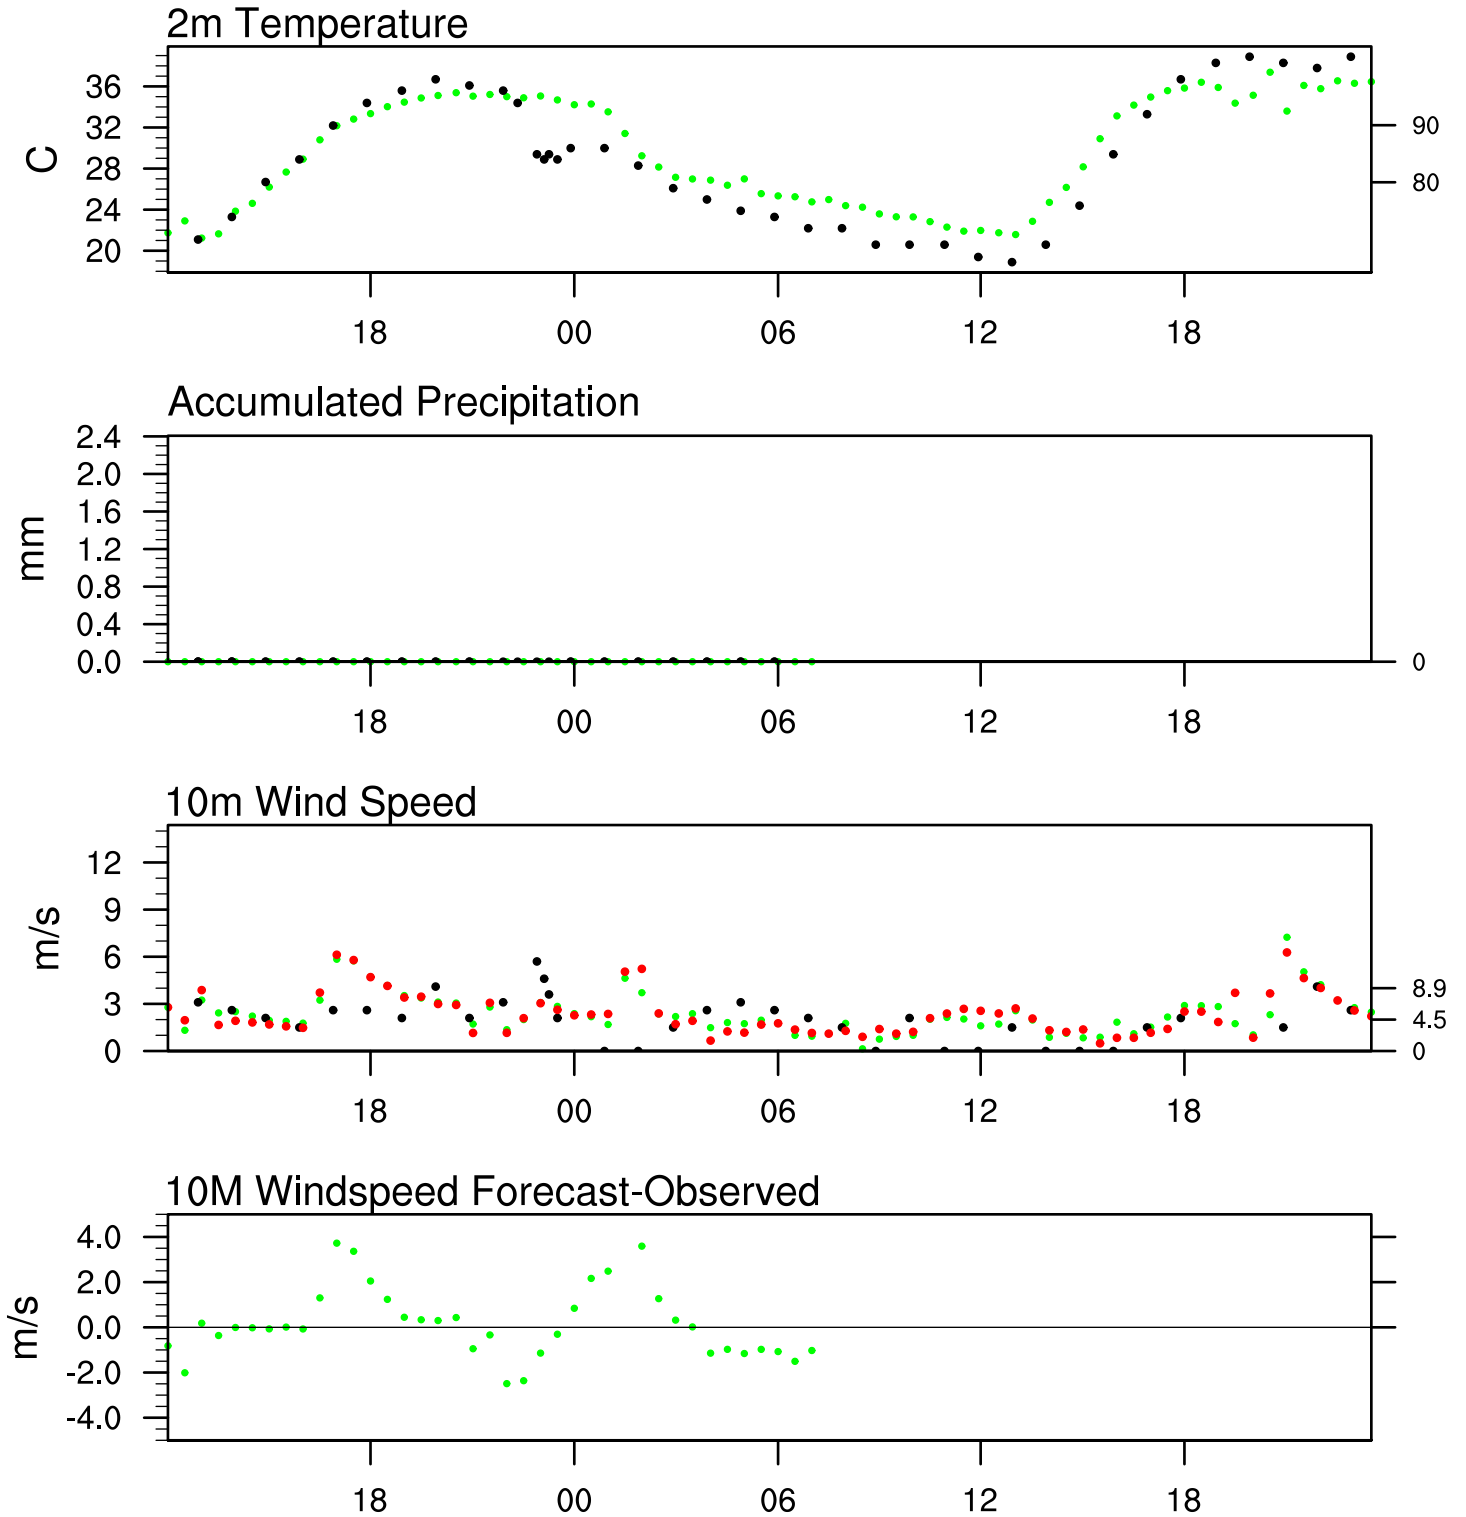 2m Temperature
36
32
28
24
20
C
90
80
18 00 06 12 18
Accumulated Precipitation
2.4
2.0
1.6
1.2
0.8
0.4
0.0
mm
0
18 00 06 12 18
10m Wind Speed
12
9
6
3
0
m/s
8.9
4.5
0
18 00 06 12 18
10M Windspeed Forecast-Observed
4.0
2.0
0.0
-2.0
-4.0
m/s
18 00 06 12 18